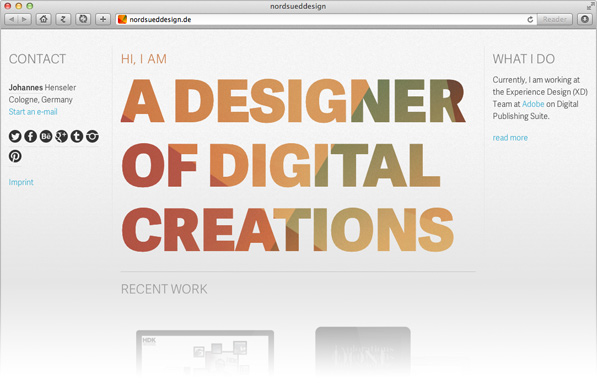 nordsueddesign
nordsueddesign.de
Reader
CONTACT
Johannes Henseler
Cologne, Germany
Start an e-mail
Imprint
HI, I AM
A DESIGNER
OF DIGITAL
CREATIONS
RECENT WORK
HDK
WHAT I DO
Currently, I am working at
the Experience Design (XD)
Team at Adobe on Digital
Publishing Suite.
read more